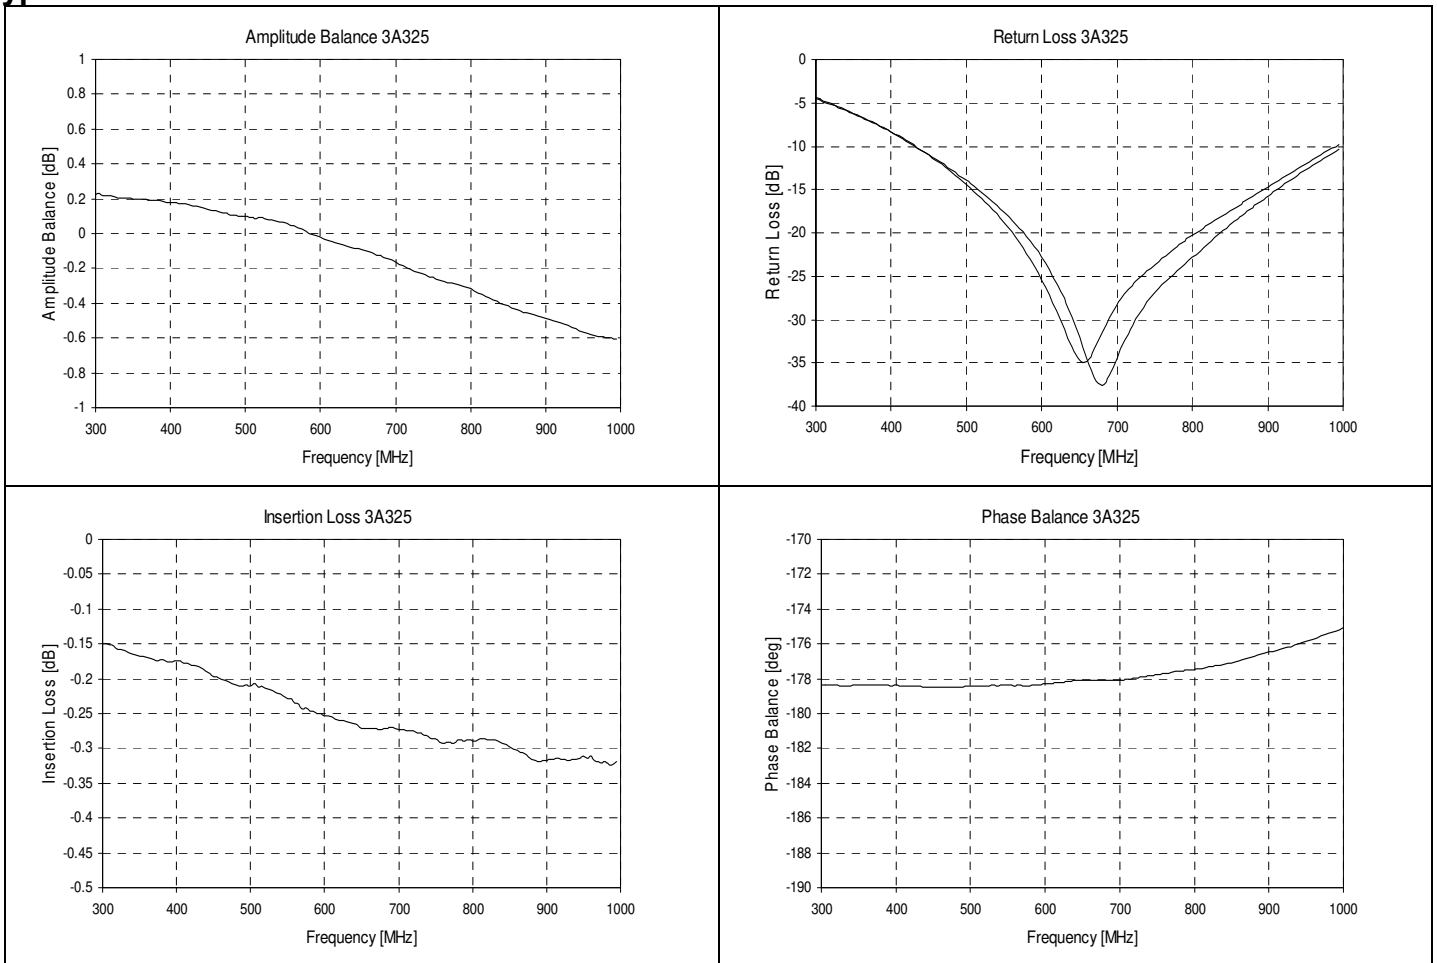 Amplitude Balance 3A325
1
0.8
0.6
0.4
0.2
0
-0.2
-0.4
-0.6
-0.8
-1
Amplitude Balance [dB]
300 400 500 600 700 800 900 1000
Frequency [MHz]
Return Loss 3A325
0
-5
-10
-15
-20
-25
-30
-35
-40
Return Loss [dB]
300 400 500 600 700 800 900 1000
Frequency [MHz]
Insertion Loss 3A325
0
-0.05
-0.1
-0.15
-0.2
-0.25
-0.3
-0.35
-0.4
-0.45
-0.5
Insertion Loss [dB]
300 400 500 600 700 800 900 1000
Frequency [MHz]
Phase Balance 3A325
-170
-172
-174
-176
-178
-180
-182
-184
-186
-188
-190
Phase Balance [deg]
300 400 500 600 700 800 900 1000
Frequency [MHz]